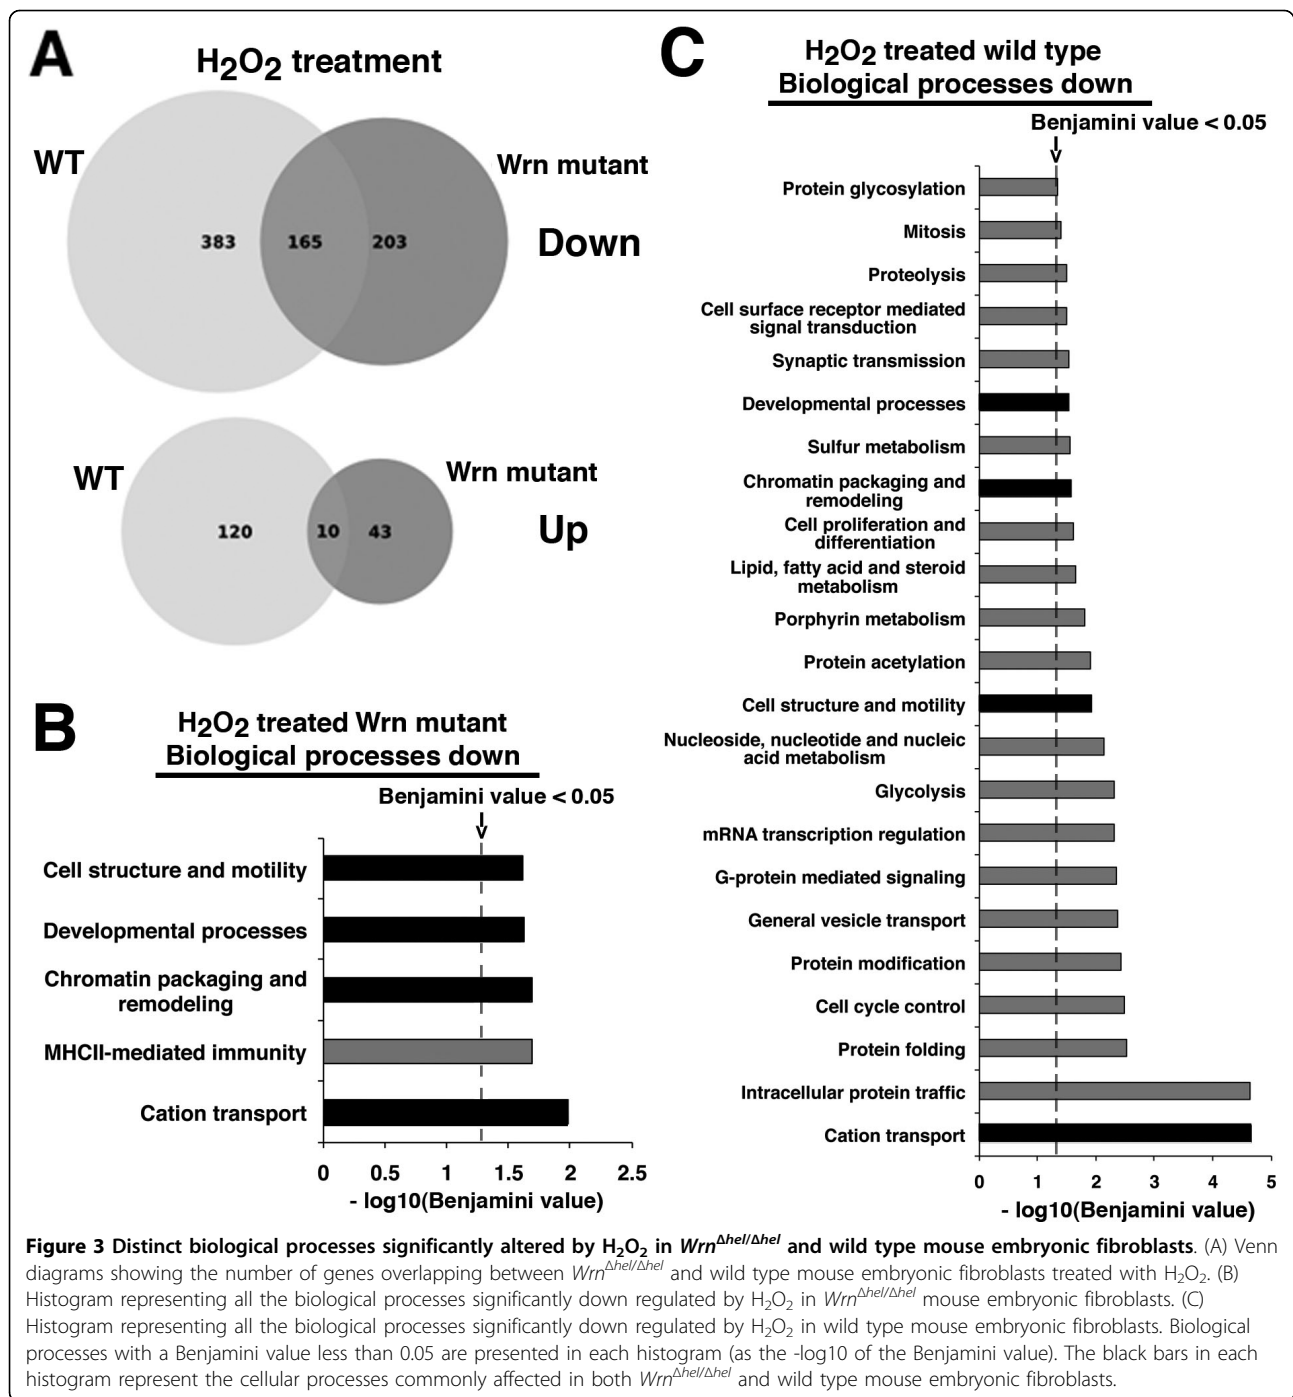 A
H2O2 treatment
WT
Wrn mutant
383
165
203
Down
WT
Wrn mutant
120
10
43
Up
B
H2O2 treated Wrn mutant
Biological processes down
Benjamini value < 0.05
Cell structure and motility
Developmental processes
Chromatin packaging and
remodeling
MHCII-mediated immunity
Cation transport
0 0.5 1 1.5 2 2.5
- log10(Benjamini value)
C
H2O2 treated wild type
Biological processes down
Benjamini value < 0.05
Protein glycosylation
Mitosis
Proteolysis
Cell surface receptor mediated
signal transduction
Synaptic transmission
Developmental processes
Sulfur metabolism
Chromatin packaging and
remodeling
Cell proliferation and
differentiation
Lipid, fatty acid and steroid
metabolism
Porphyrin metabolism
Protein acetylation
Cell structure and motility
Nucleoside, nucleotide and nucleic
acid metabolism
Glycolysis
mRNA transcription regulation
G-protein mediated signaling
General vesicle transport
Protein modification
Cell cycle control
Protein folding
Intracellular protein traffic
Cation transport
0 1 2 3 4 5
- log10(Benjamini value)
Figure 3 Distinct biological processes significantly altered by H2O2 in Wrn^Δhel/Δhel and wild type mouse embryonic fibroblasts. (A) Venn
diagrams showing the number of genes overlapping between Wrn^Δhel/Δhel and wild type mouse embryonic fibroblasts treated with H2O2. (B)
Histogram representing all the biological processes significantly down regulated by H2O2 in Wrn^Δhel/Δhel mouse embryonic fibroblasts. (C)
Histogram representing all the biological processes significantly down regulated by H2O2 in wild type mouse embryonic fibroblasts. Biological
processes with a Benjamini value less than 0.05 are presented in each histogram (as the -log10 of the Benjamini value). The black bars in each
histogram represent the cellular processes commonly affected in both Wrn^Δhel/Δhel and wild type mouse embryonic fibroblasts.